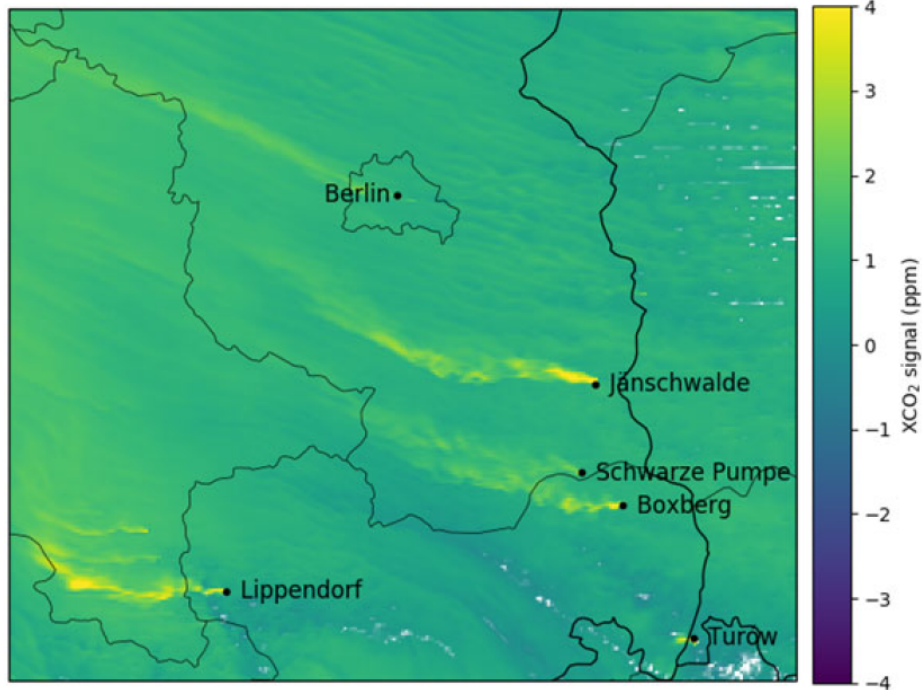 Berlin
Jänschwalde
Schwarze Pumpe
Boxberg
Lippendorf
Turow
4
3
2
1
0
−1
−2
−3
−4
XCO₂ signal (ppm)